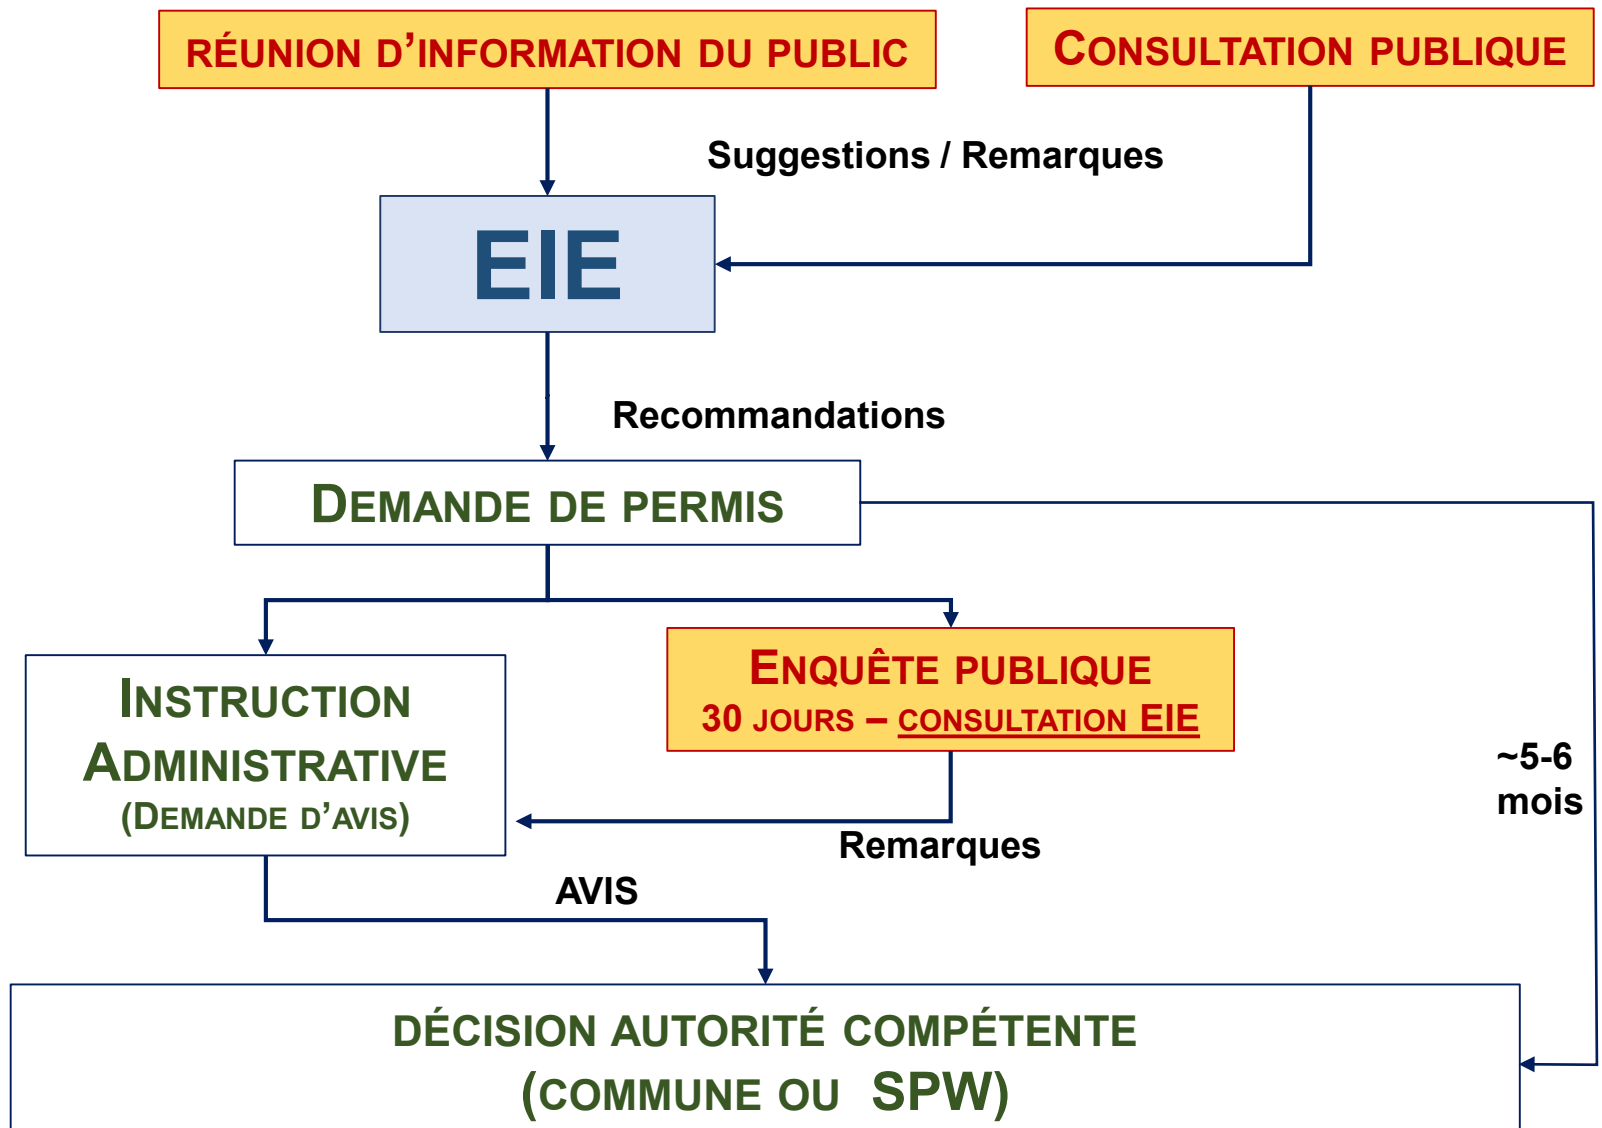 RÉUNION D’INFORMATION DU PUBLIC
CONSULTATION PUBLIQUE
Suggestions / Remarques
EIE
Recommandations
DEMANDE DE PERMIS
INSTRUCTION
ADMINISTRATIVE
(DEMANDE D’AVIS)
ENQUÊTE PUBLIQUE
30 JOURS – CONSULTATION EIE
~5-6
mois
Remarques
AVIS
DÉCISION AUTORITÉ COMPÉTENTE
(COMMUNE OU SPW)